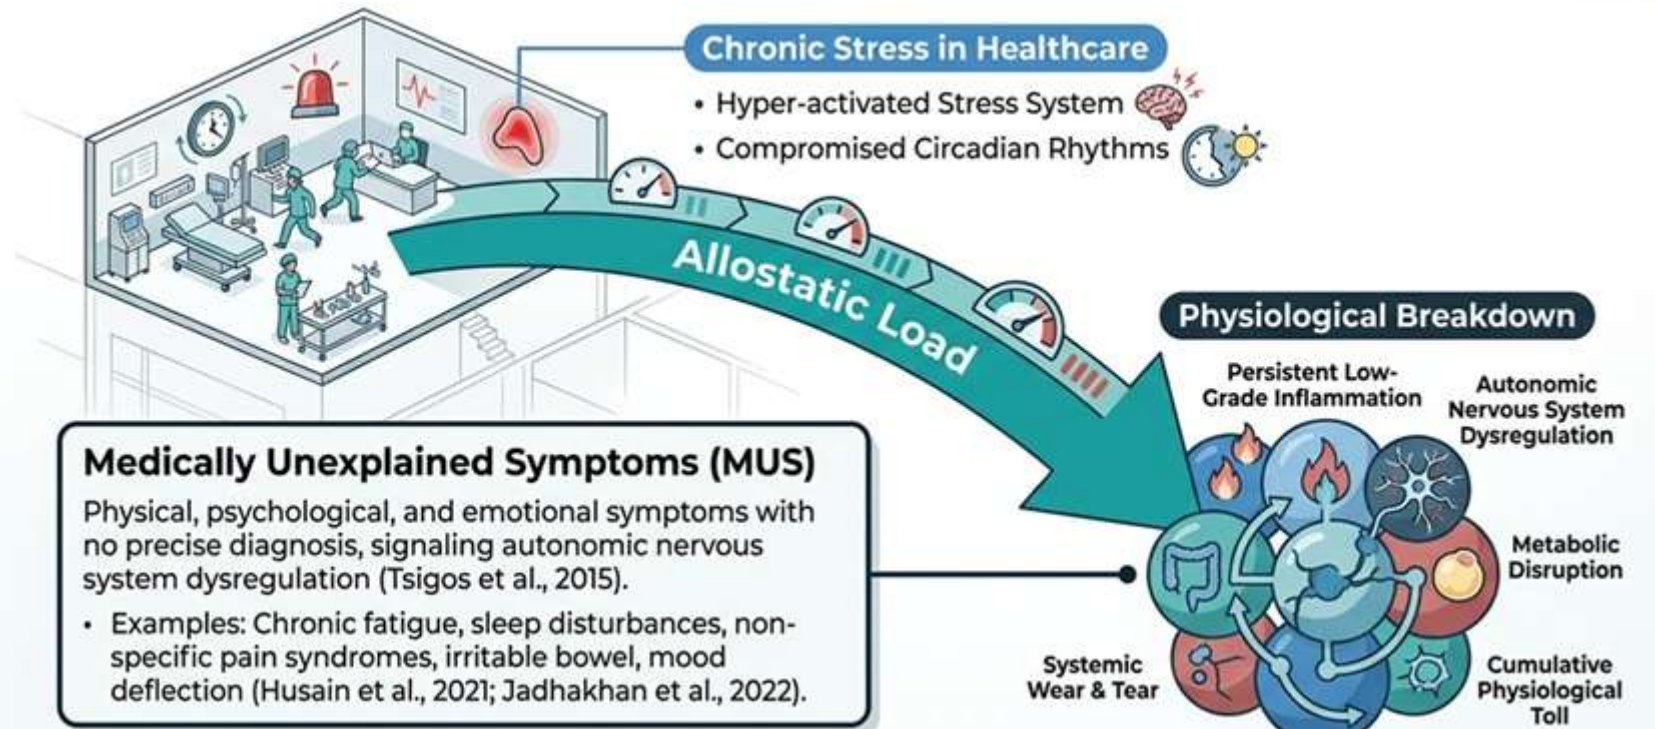 Chronic Stress in Healthcare
• Hyper-activated Stress System
• Compromised Circadian Rhythms
Allostatic Load
Physiological Breakdown
Persistent Low-
Grade Inflammation
Autonomic
Nervous System
Dysregulation
Metabolic
Disruption
Cumulative
Physiological
Toll
Systemic
Wear & Tear
Medically Unexplained Symptoms (MUS)
Physical, psychological, and emotional symptoms with
no precise diagnosis, signaling autonomic nervous
system dysregulation (Tsigos et al., 2015).
• Examples: Chronic fatigue, sleep disturbances, non-
specific pain syndromes, irritable bowel, mood
deflection (Husain et al., 2021; Jadhakhan et al., 2022).